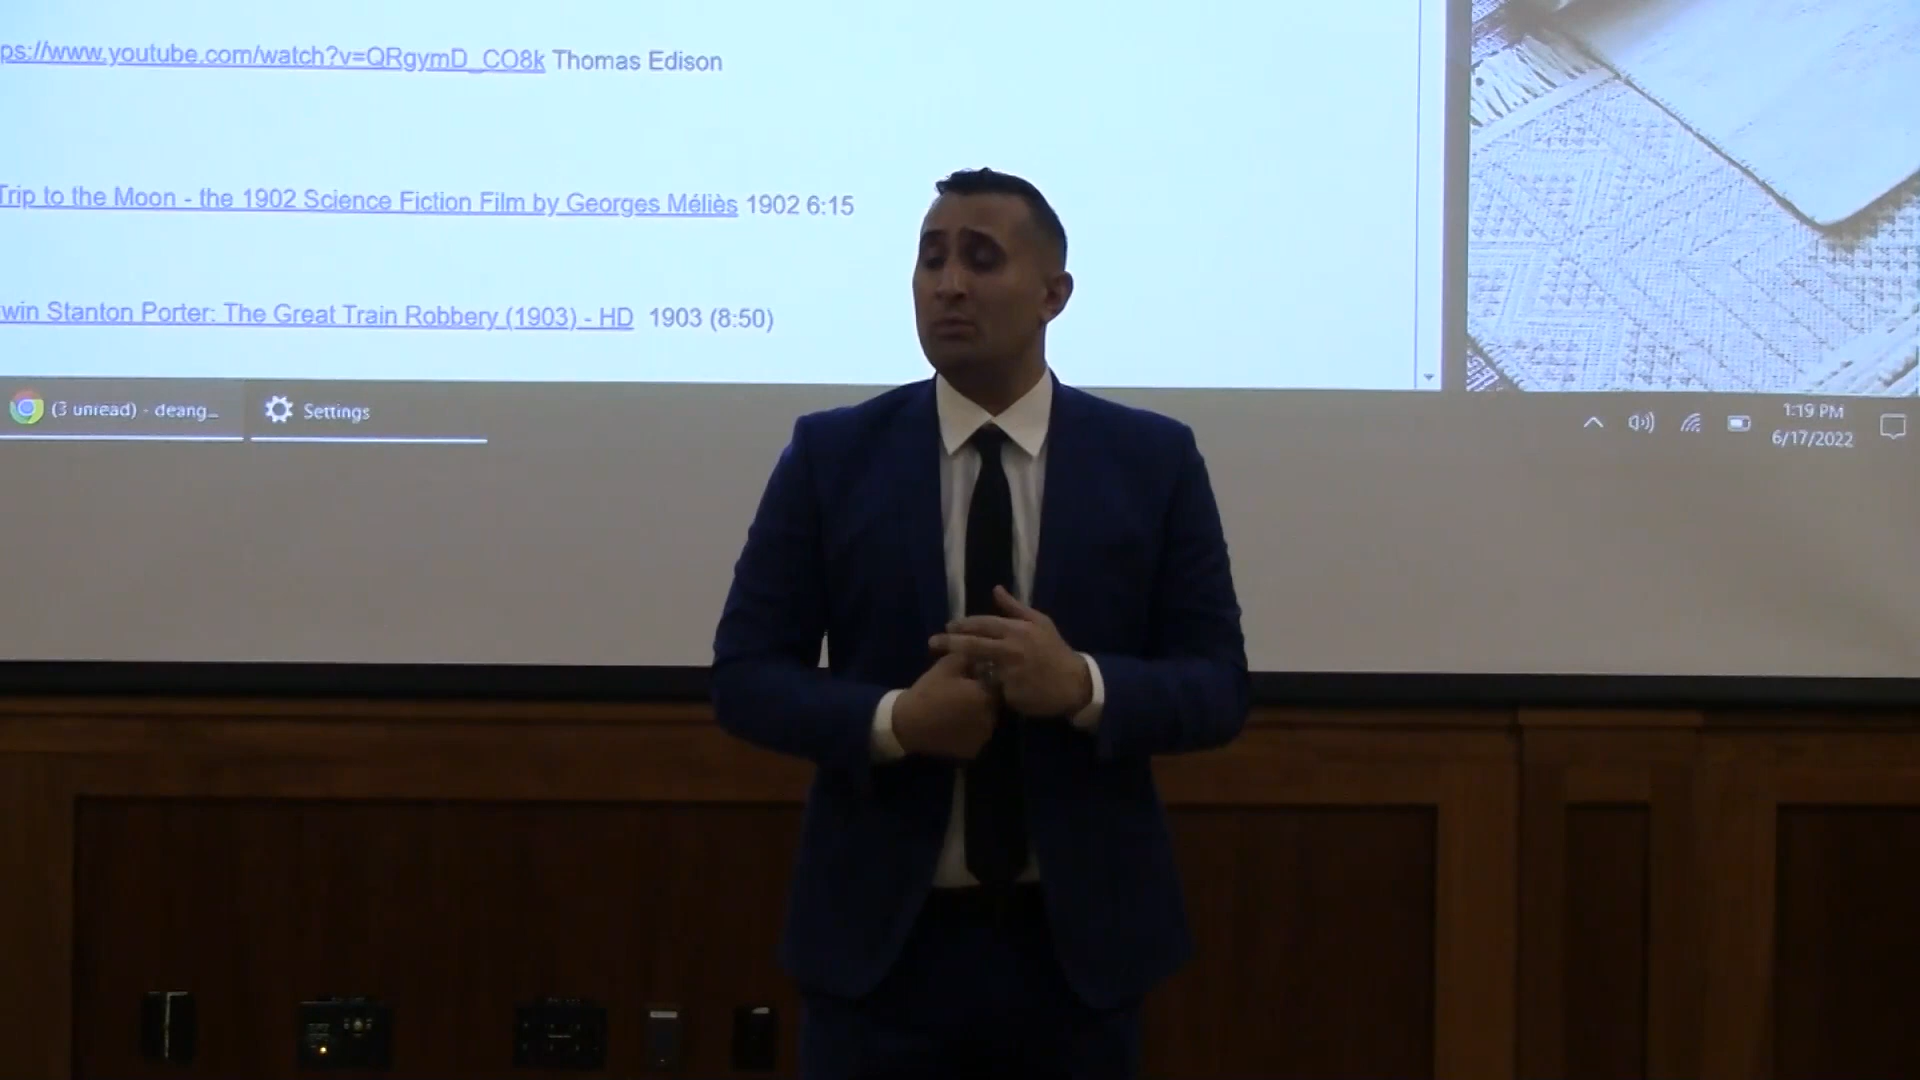 ps://www.youtube.com/watch?v=QRgymD_CO8k Thomas Edison
Trip to the Moon - the 1902 Science Fiction Film by Georges Méliès 1902 6:15
win Stanton Porter: The Great Train Robbery (1903) - HD 1903 (8:50)
(3 unread) - deang_
Settings
1:19 PM
6/17/2022